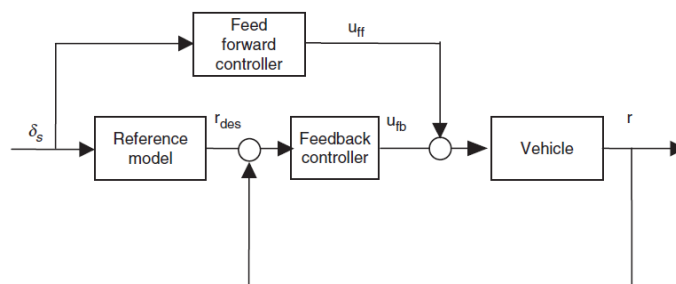 Feed
forward
controller
u_ff
δ_s
Reference
model
r_des
Feedback
controller
u_fb
Vehicle
r